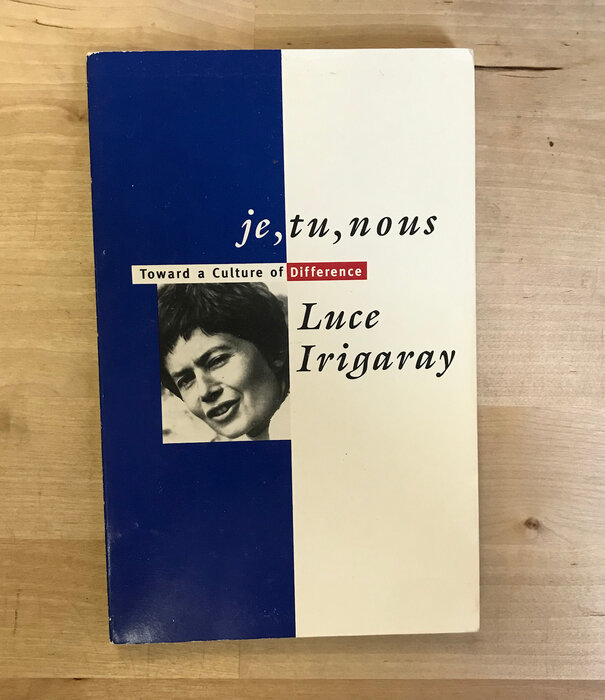 je,tu,nous
Toward a Culture of Difference
Luce
Irigaray